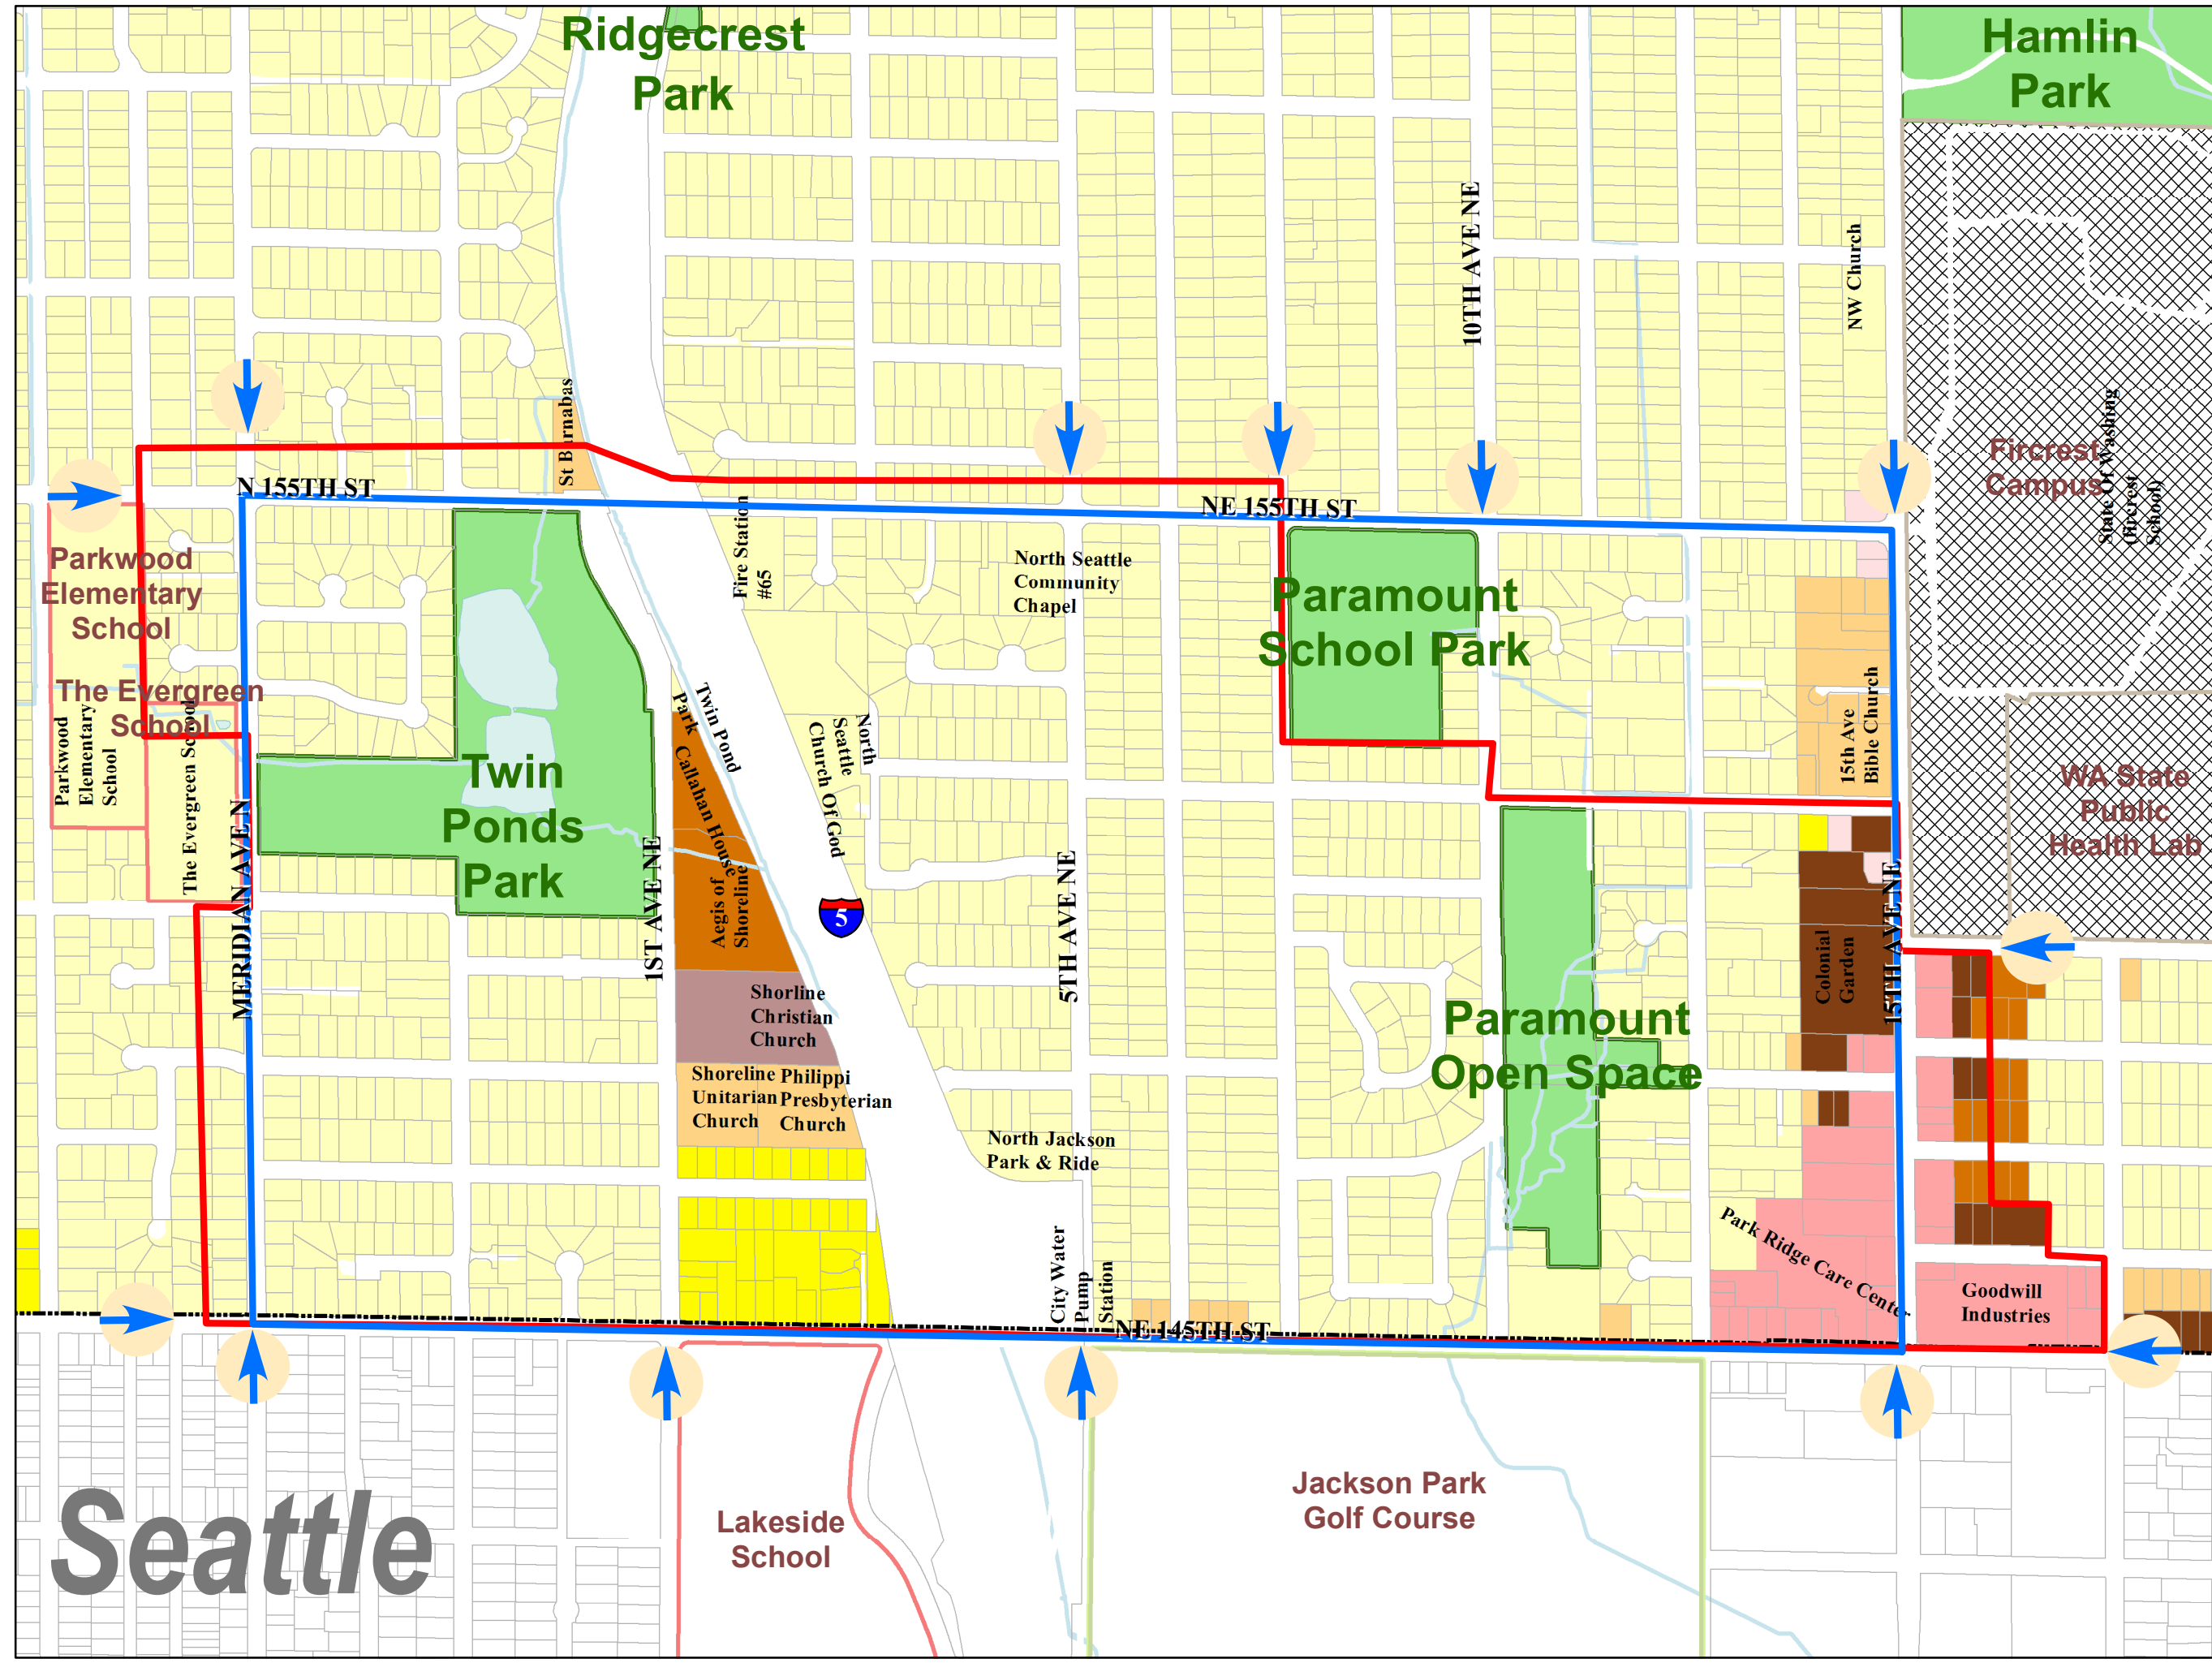 Ridgecrest
Park
Hamlin
Park
10TH AVE NE
NW Church
St Barnabas
N 155TH ST
NE 155TH ST
Fircrest
Campus
State Of Washing
(Fircrest
School)
Parkwood
Elementary
School
Fire Station
#65
North Seattle
Community
Chapel
Paramount
School Park
The Evergreen
School
Parkwood
Elementary
School
The Evergreen School
Twin Pond
Park
Callahan House
North
Seattle
Church Of God
15th Ave
Bible Church
WA State
Public
Health Lab
Twin
Ponds
Park
MERIDIAN AVE N
1ST AVE NE
Aegis of
Shoreline
5
5TH AVE NE
15TH AVE NE
Colonial
Garden
Shorline
Christian
Church
Paramount
Open Space
Shoreline
Unitarian
Church
Philippi
Presbyterian
Church
North Jackson
Park & Ride
City Water
Pump
Station
Park Ridge Care Center
Goodwill
Industries
NE 145TH ST
Seattle
Lakeside
School
Jackson Park
Golf Course